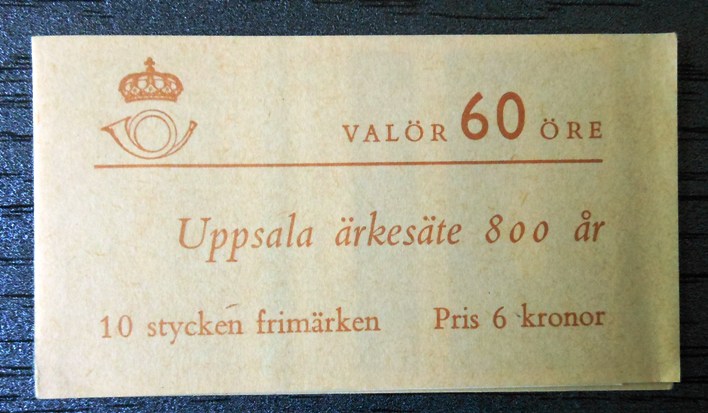 VALÖR 60 ÖRE
Uppsala ärkesäte 800 år
10 stycken frimärken Pris 6 kronor